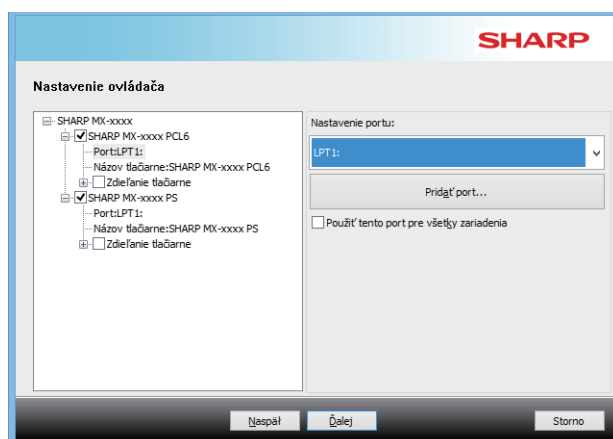 SHARP
Nastavenie ovládača
SHARP MX-xxxx
SHARP MX-xxxx PCL6
Port:LPT1:
Názov tlačiarne:SHARP MX-xxxx PCL6
Zdieľanie tlačiarne
SHARP MX-xxxx PS
Port:LPT1:
Názov tlačiarne:SHARP MX-xxxx PS
Zdieľanie tlačiarne
Nastavenie portu:
LPT1:
Pridať port...
Použiť tento port pre všetky zariadenia
Naspäť
Ďalej
Storno